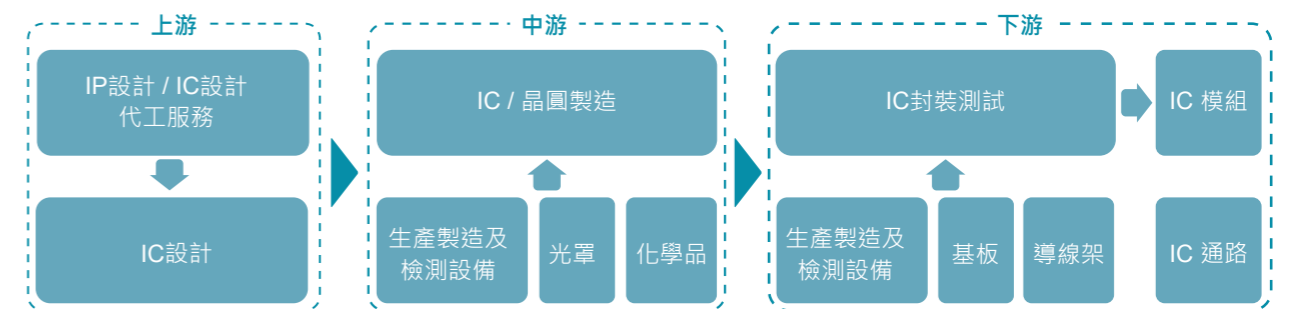 上游
IP設計 / IC設計
代工服務
IC設計
中游
IC / 晶圓製造
生產製造及
檢測設備
光罩
化學品
下游
IC封裝測試
IC 模組
生產製造及
檢測設備
基板
導線架
IC 通路